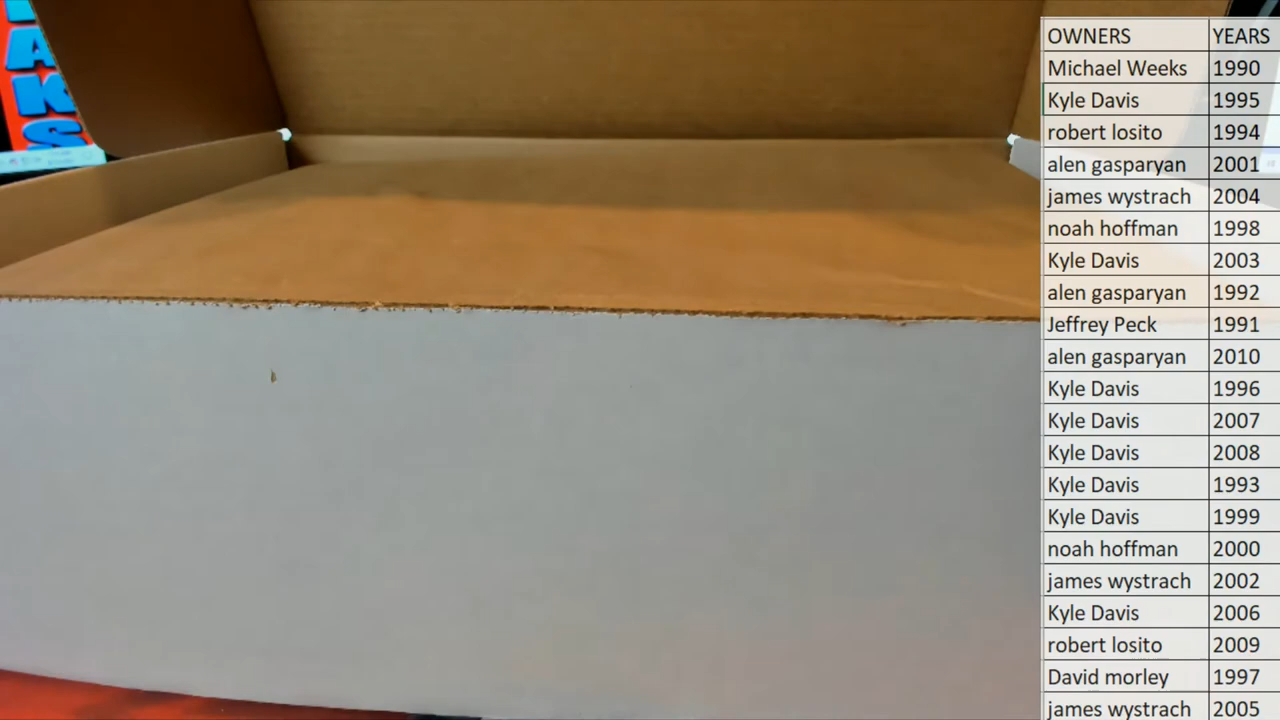 AKS
OWNERS YEARS
Michael Weeks 1990
Kyle Davis 1995
robert losito 1994
alen gasparyan 2001
james wystrach 2004
noah hoffman 1998
Kyle Davis 2003
alen gasparyan 1992
Jeffrey Peck 1991
alen gasparyan 2010
Kyle Davis 1996
Kyle Davis 2007
Kyle Davis 2008
Kyle Davis 1993
Kyle Davis 1999
noah hoffman 2000
james wystrach 2002
Kyle Davis 2006
robert losito 2009
David morley 1997
james wystrach 2005